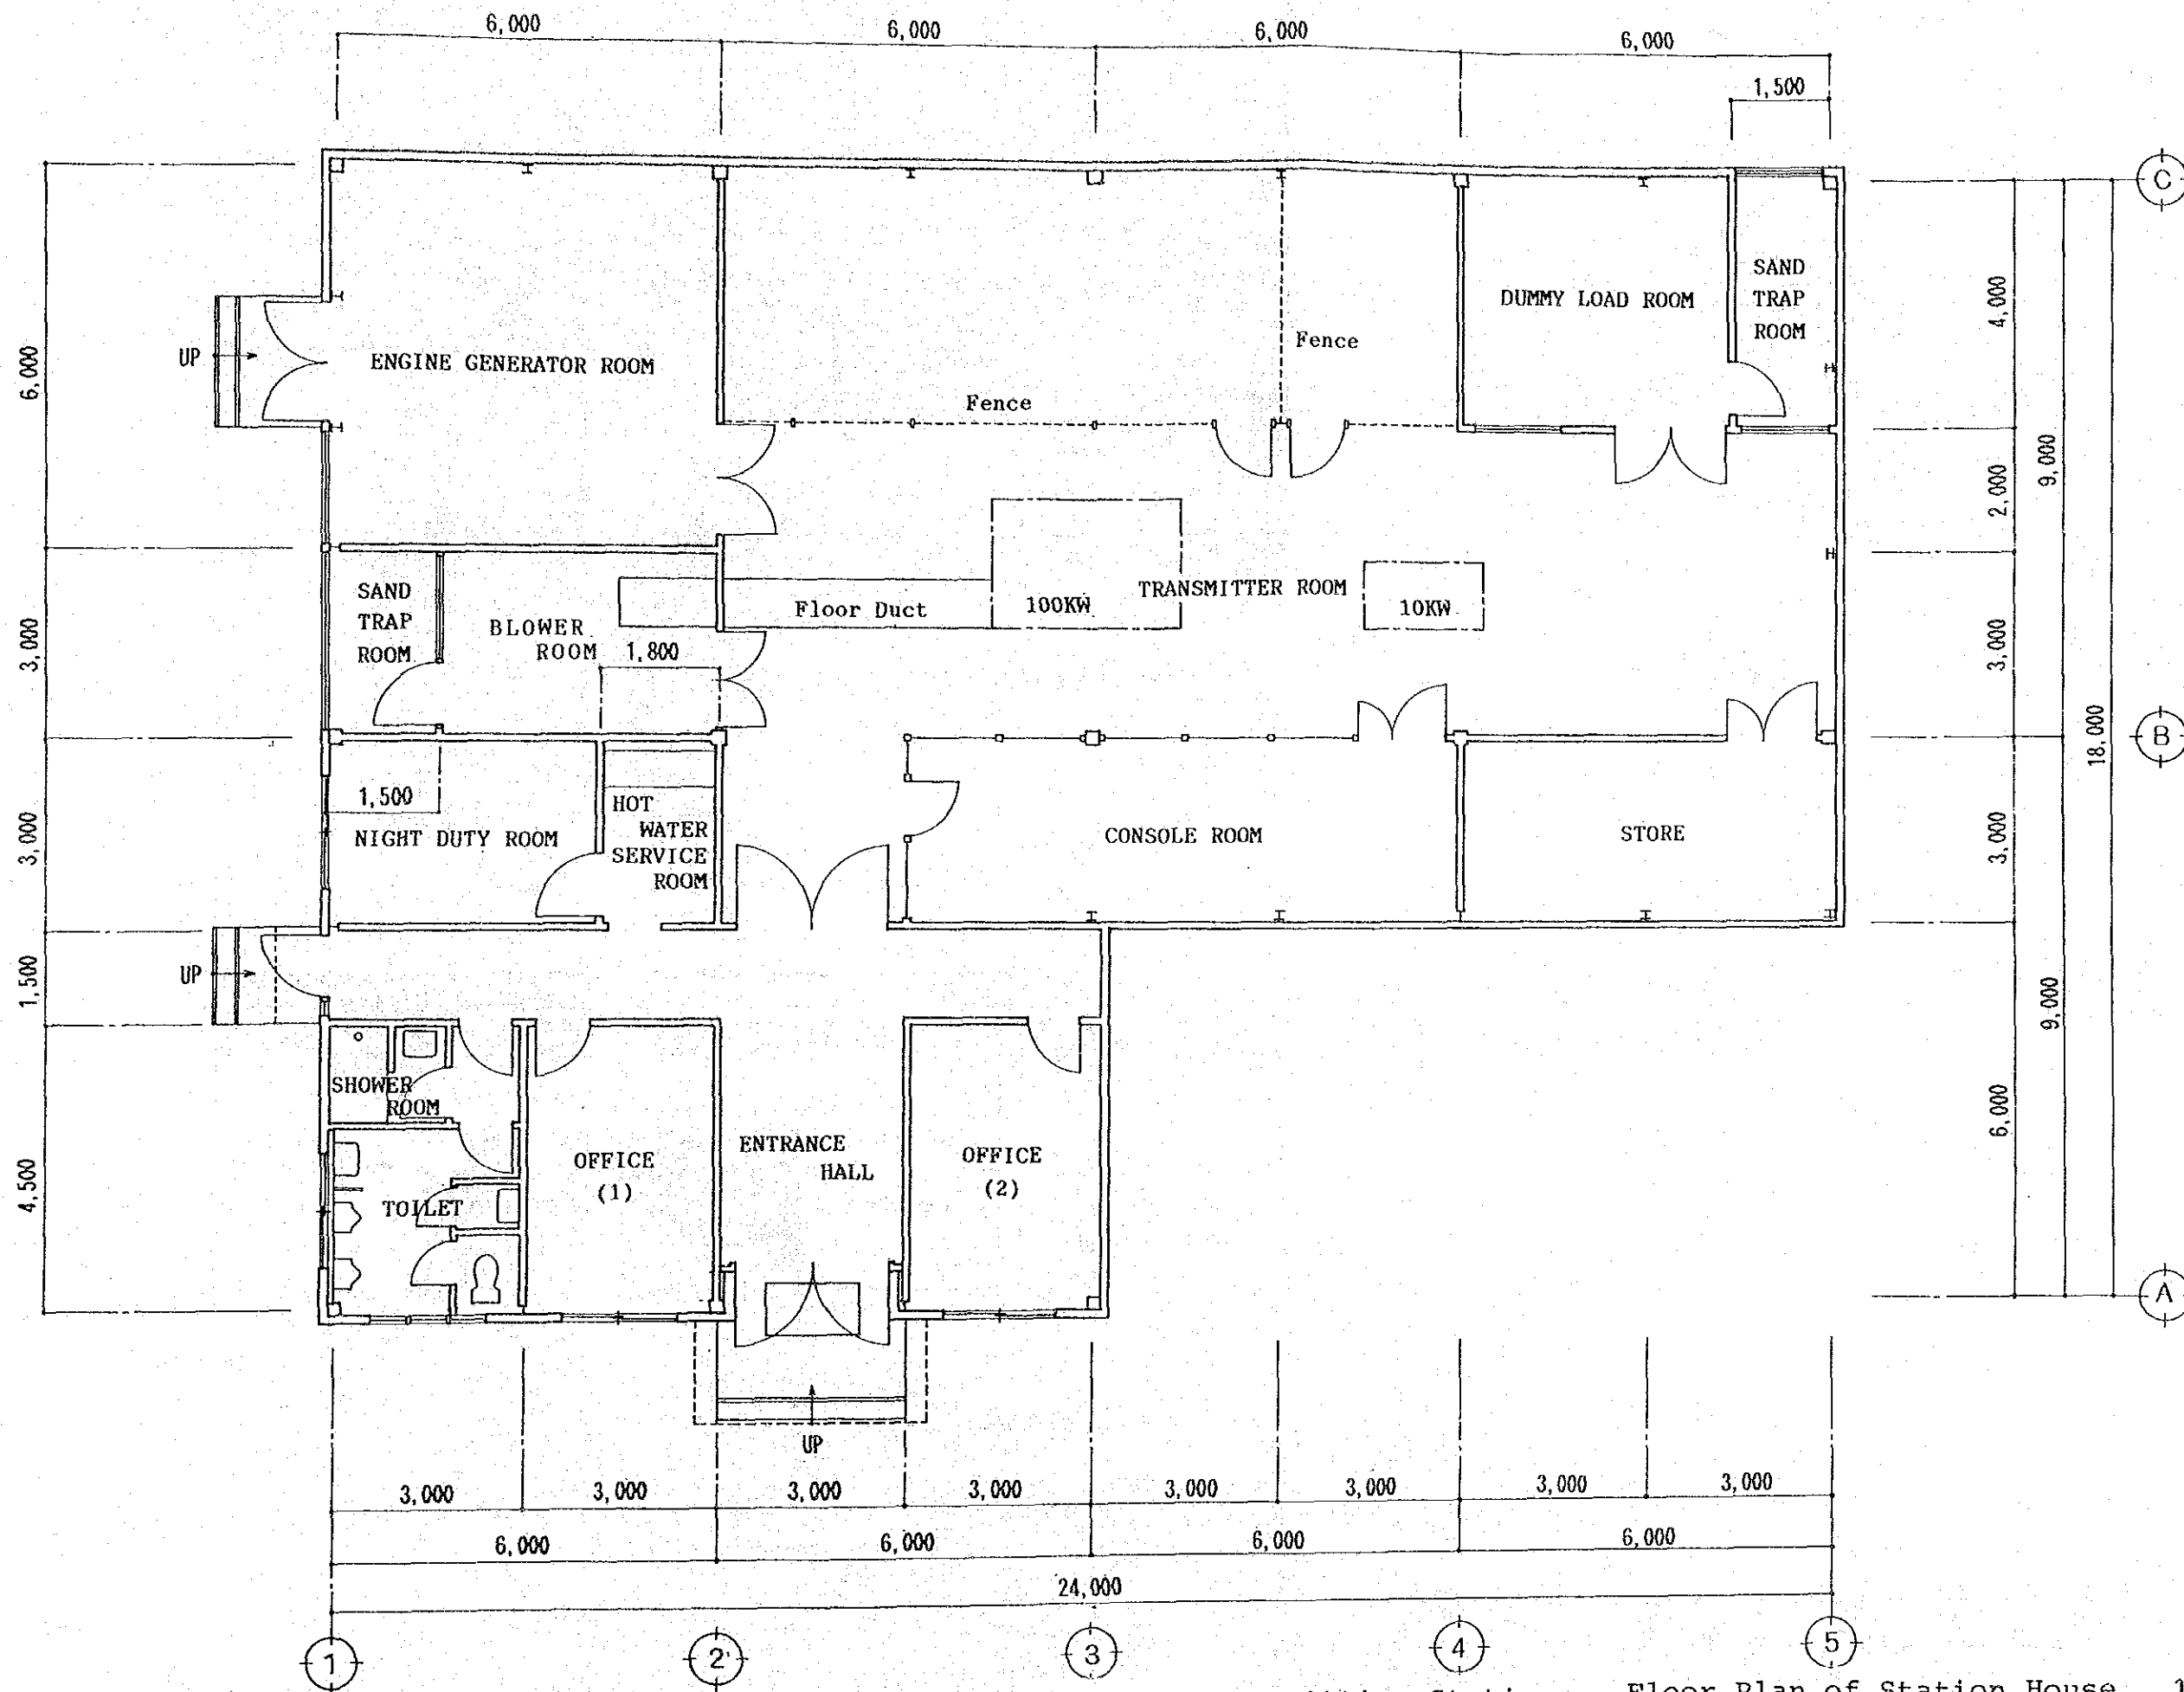 6,000
6,000
6,000
6,000
1,500
C
SAND
TRAP
ROOM
DUMMY LOAD ROOM
4,000
Fence
UP
ENGINE GENERATOR ROOM
6,000
Fence
9,000
2,000
SAND
TRAP
ROOM
BLOWER
ROOM
1,800
Floor Duct
100KW
TRANSMITTER ROOM
10KW
3,000
3,000
18,000
B
1,500
NIGHT DUTY ROOM
HOT
WATER
SERVICE
ROOM
CONSOLE ROOM
STORE
3,000
3,000
UP
1,500
9,000
SHOWER
ROOM
6,000
ENTRANCE
HALL
OFFICE
(1)
OFFICE
(2)
4,500
TOILET
A
UP
3,000
3,000
3,000
3,000
3,000
3,000
3,000
3,000
6,000
6,000
6,000
6,000
24,000
1
2
3
4
5
Floor Plan of Station House